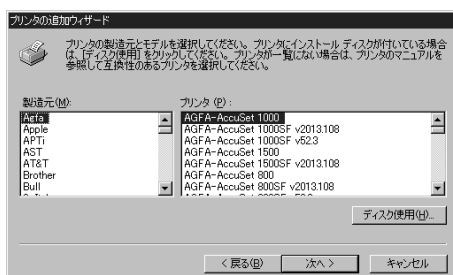 プリンタの追加ウィザード
プリンタの製造元とモデルを選択してください。プリンタにインストール ディスクが付いている場合
は、[ディスク使用] をクリックしてください。プリンタが一覧にない場合は、プリンタのマニュアルを
参照して互換性のあるプリンタを選択してください。
製造元(M):
プリンタ (P) :
Agfa
Apple
APTi
AST
AT&T
Brother
Bull
AGFA-AccuSet 1000
AGFA-AccuSet 1000SF v2013.108
AGFA-AccuSet 1000SF v52.3
AGFA-AccuSet 1500
AGFA-AccuSet 1500SF v2013.108
AGFA-AccuSet 800
AGFA-AccuSet 800SF v2013.108
ディスク使用(H)...
< 戻る(B)
次へ >
キャンセル